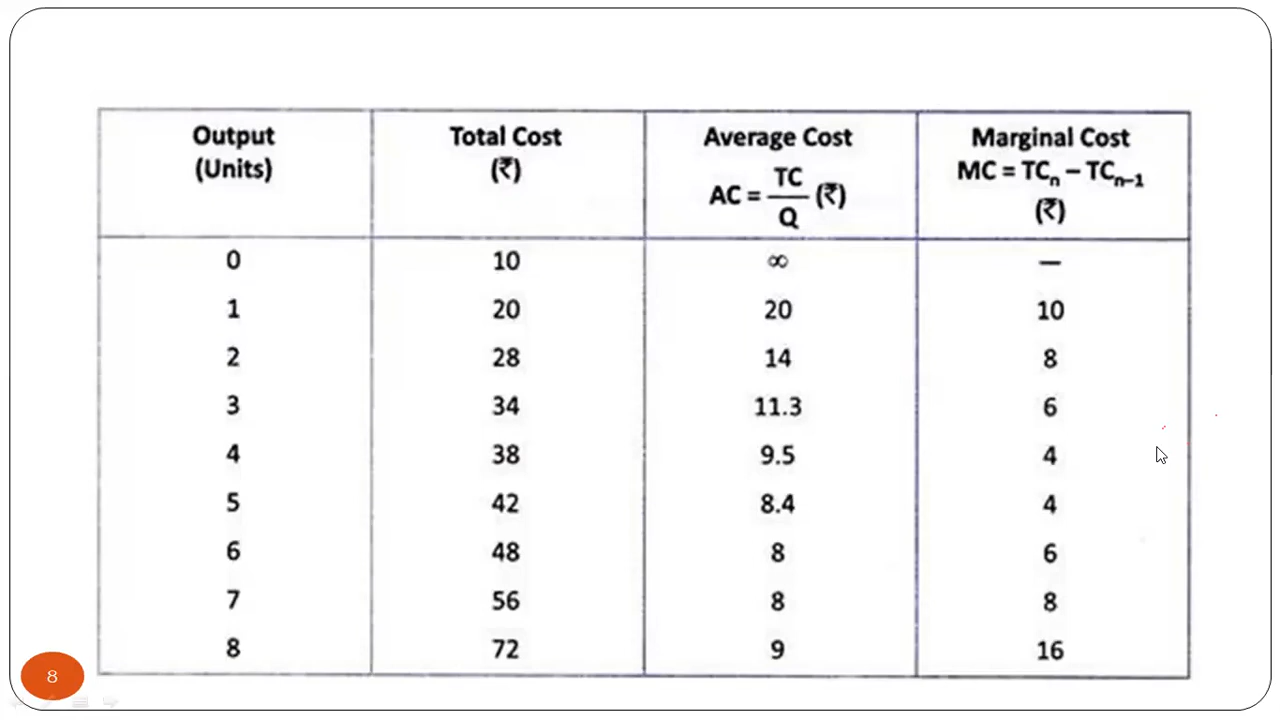 Output (Units) Total Cost (₹) Average Cost AC = TC/Q (₹) Marginal Cost MC = TCn – TCn–1 (₹)
0 10 ∞ —
1 20 20 10
2 28 14 8
3 34 11.3 6
4 38 9.5 4
5 42 8.4 4
6 48 8 6
7 56 8 8
8 72 9 16
8